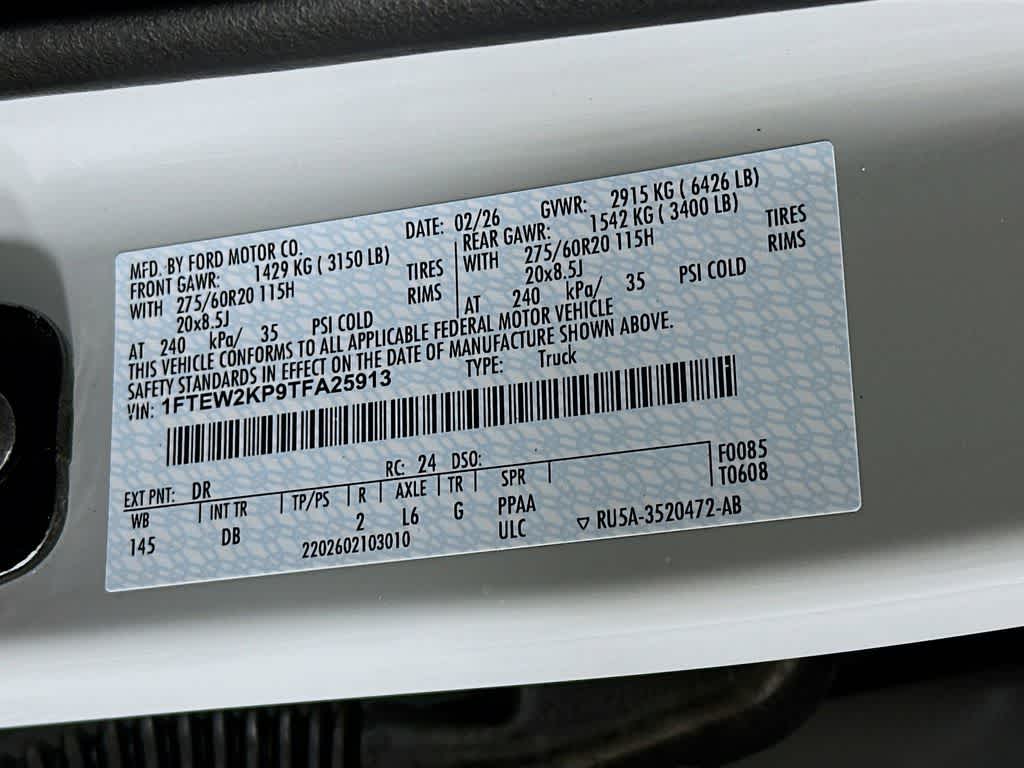 MFD. BY FORD MOTOR CO. DATE: 02/26 GVWR: 2915 KG ( 6426 LB)
FRONT GAWR: 1429 KG ( 3150 LB) REAR GAWR: 1542 KG ( 3400 LB)
WITH 275/60R20 115H TIRES WITH 275/60R20 115H TIRES
20x8.5J RIMS 20x8.5J RIMS
AT 240 kPa/ 35 PSI COLD AT 240 kPa/ 35 PSI COLD
THIS VEHICLE CONFORMS TO ALL APPLICABLE FEDERAL MOTOR VEHICLE
SAFETY STANDARDS IN EFFECT ON THE DATE OF MANUFACTURE SHOWN ABOVE.
VIN: 1FTEW2KP9TFA25913 TYPE: Truck
EXT PNT: DR RC: 24 DSO: F0085
WB INT TR TP/PS R AXLE TR SPR T0608
145 DB 2 L6 G PPAA
2202602103010 ULC ▽ RU5A-3520472-AB